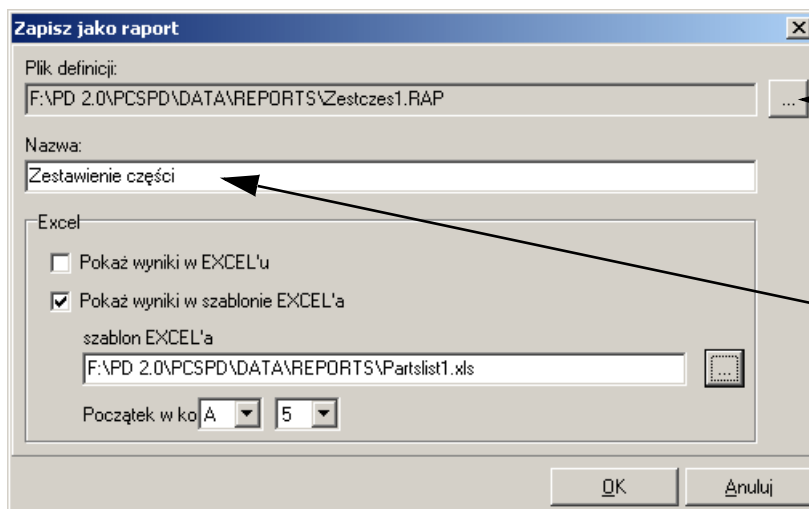 Zapisz jako raport
Plik definicji:
F:\PD 2.0\PCSPD\DATA\REPORTS\Zestczes1.RAP
...
Nazwa:
Zestawienie części
Excel
Pokaż wyniki w EXCEL'u
Pokaż wyniki w szablonie EXCEL'a
szablon EXCEL'a
F:\PD 2.0\PCSPD\DATA\REPORTS\Partslist1.xls
...
Początek w ko A 5
OK Anuluj